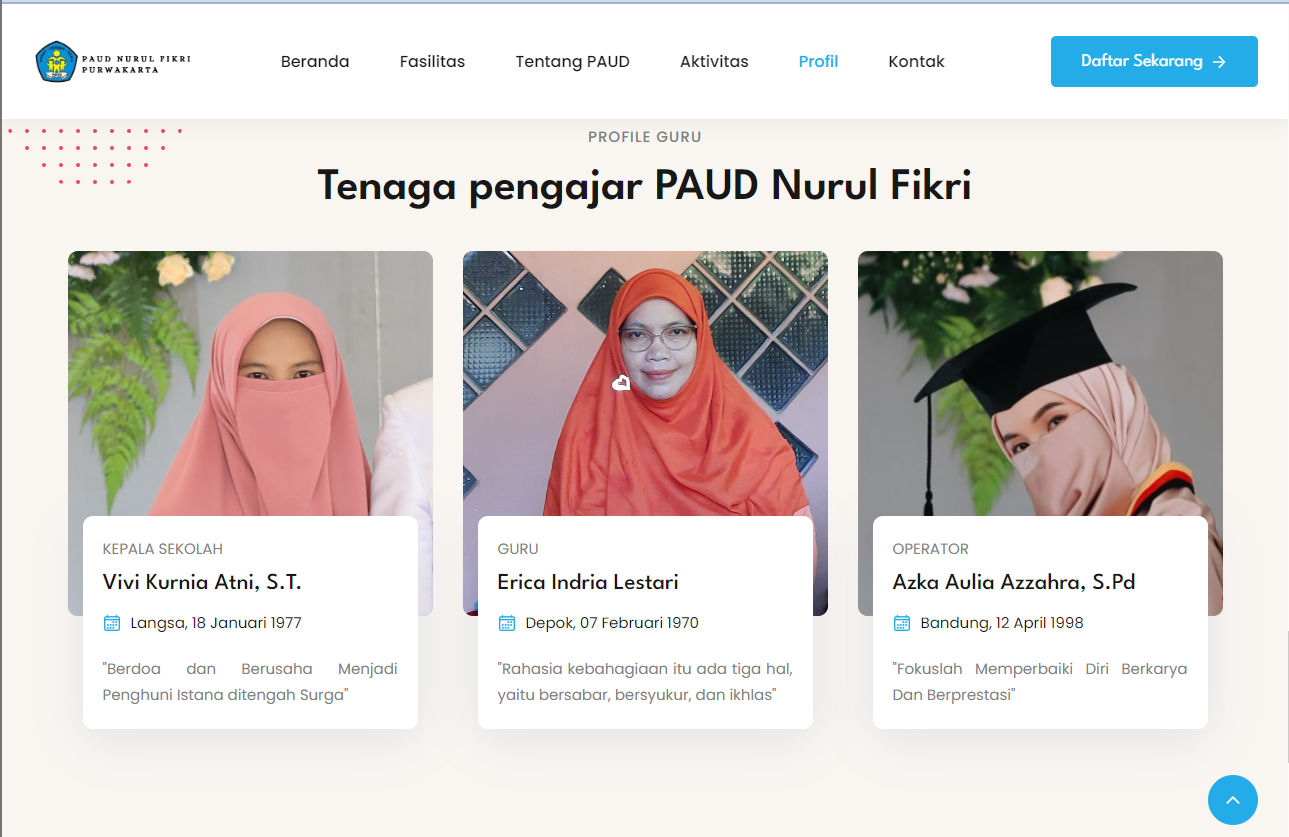 PAUD NURUL FIKRI
PURWAKARTA
Beranda
Fasilitas
Tentang PAUD
Aktivitas
Profil
Kontak
Daftar Sekarang →
PROFILE GURU
Tenaga pengajar PAUD Nurul Fikri
KEPALA SEKOLAH
Vivi Kurnia Atni, S.T.
Langsa, 18 Januari 1977
"Berdoa dan Berusaha Menjadi
Penghuni Istana ditengah Surga"
GURU
Erica Indria Lestari
Depok, 07 Februari 1970
"Rahasia kebahagiaan itu ada tiga hal,
yaitu bersabar, bersyukur, dan ikhlas"
OPERATOR
Azka Aulia Azzahra, S.Pd
Bandung, 12 April 1998
"Fokuslah Memperbaiki Diri Berkarya
Dan Berprestasi"